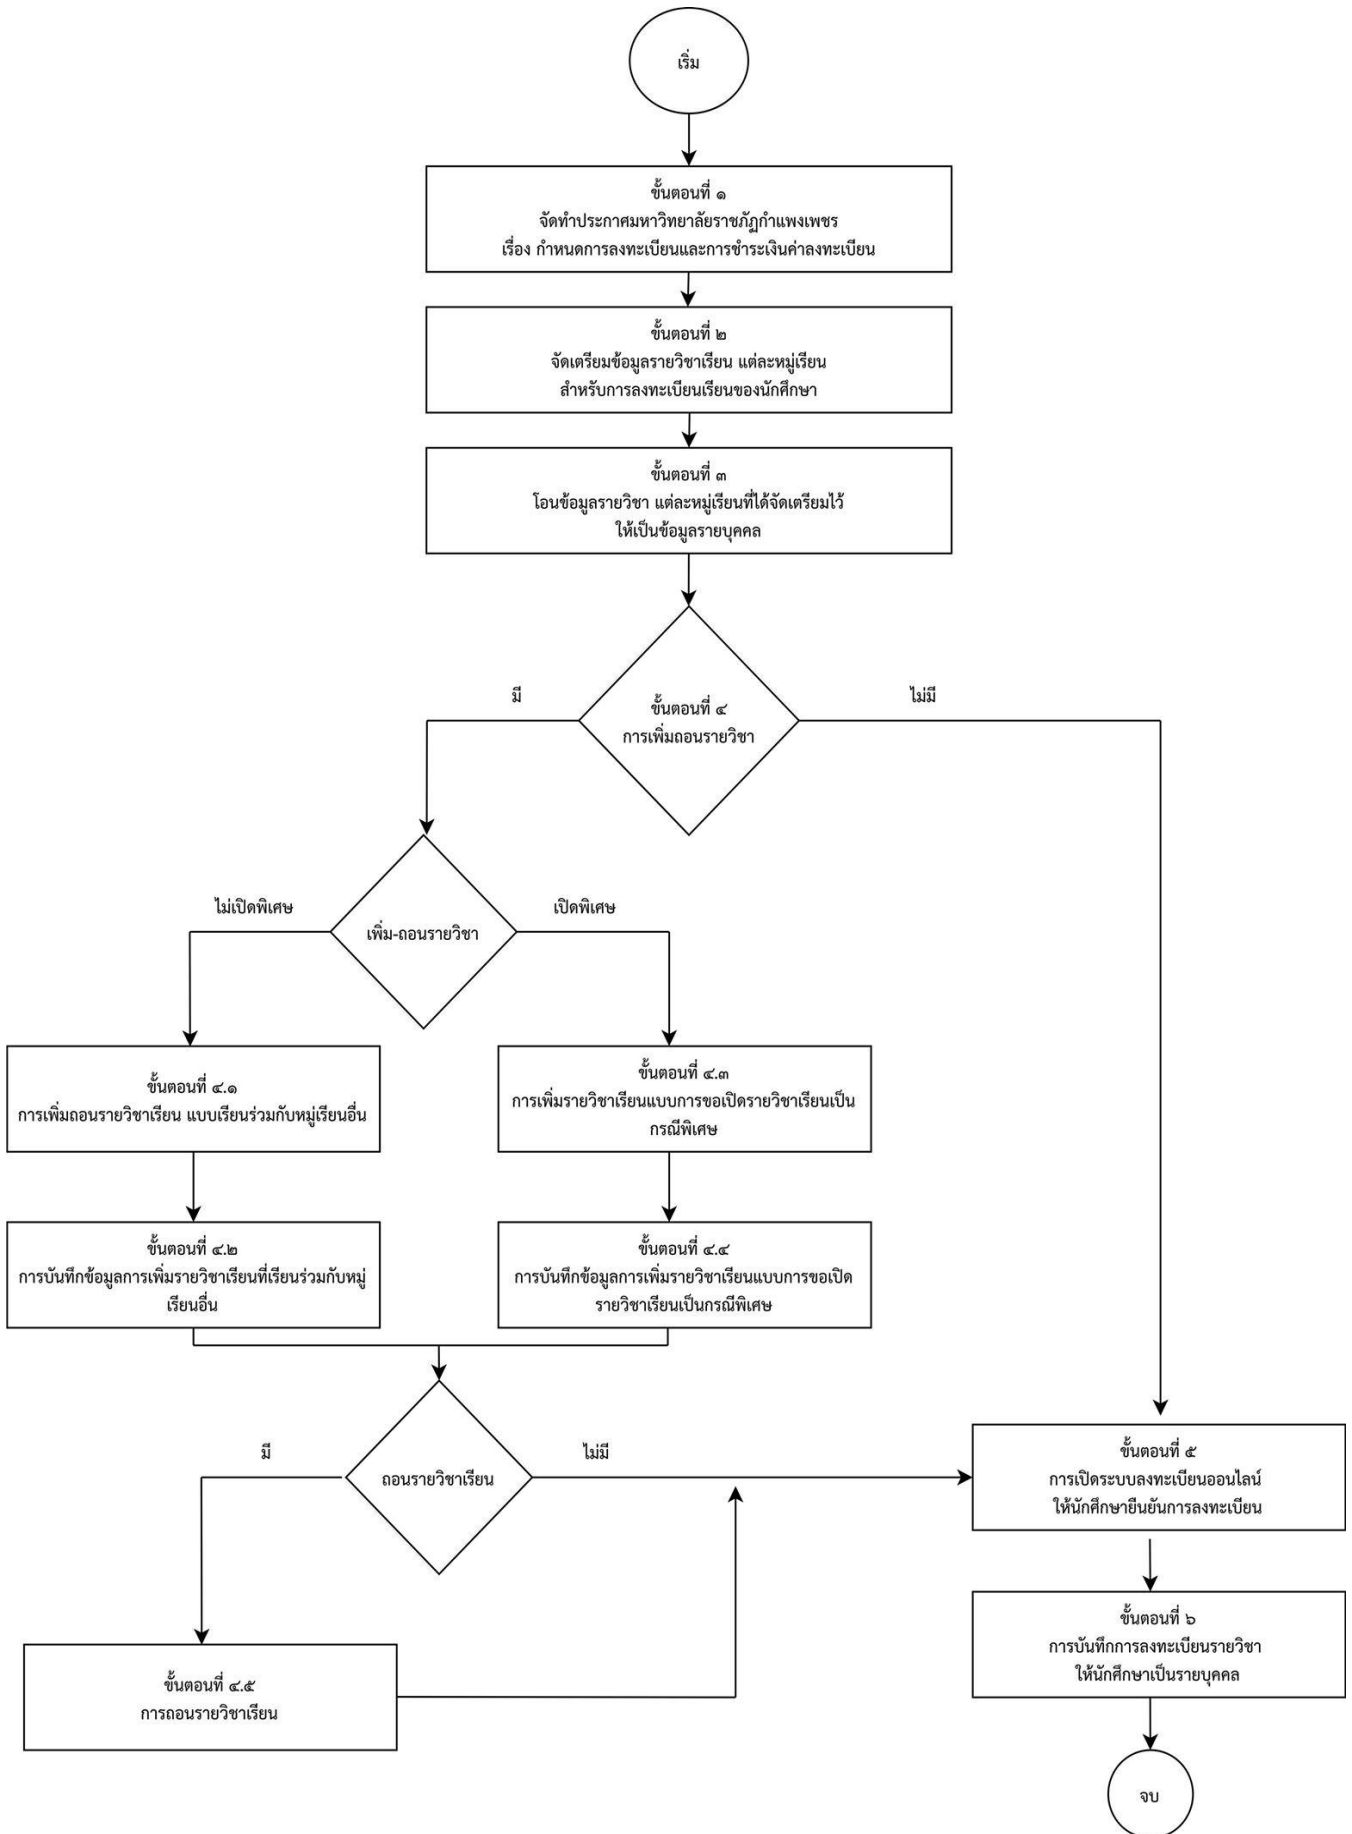 เริ่ม
ขั้นตอนที่ ๑
จัดทำประกาศมหาวิทยาลัยราชภัฏกำแพงเพชร
เรื่อง กำหนดการลงทะเบียนและการชำระเงินค่าลงทะเบียน
ขั้นตอนที่ ๒
จัดเตรียมข้อมูลรายวิชาเรียน แต่ละหมู่เรียน
สำหรับการลงทะเบียนเรียนของนักศึกษา
ขั้นตอนที่ ๓
โอนข้อมูลรายวิชา แต่ละหมู่เรียนที่ได้จัดเตรียมไว้
ให้เป็นข้อมูลรายบุคคล
มี
ไม่มี
ขั้นตอนที่ ๔
การเพิ่มถอนรายวิชา
ไม่เปิดพิเศษ
เปิดพิเศษ
เพิ่ม-ถอนรายวิชา
ขั้นตอนที่ ๔.๑
การเพิ่มถอนรายวิชาเรียน แบบเรียนร่วมกับหมู่เรียนอื่น
ขั้นตอนที่ ๔.๓
การเพิ่มรายวิชาเรียนแบบการขอเปิดรายวิชาเรียนเป็น
กรณีพิเศษ
ขั้นตอนที่ ๔.๒
การบันทึกข้อมูลการเพิ่มรายวิชาเรียนที่เรียนร่วมกับหมู่
เรียนอื่น
ขั้นตอนที่ ๔.๔
การบันทึกข้อมูลการเพิ่มรายวิชาเรียนแบบการขอเปิด
รายวิชาเรียนเป็นกรณีพิเศษ
มี
ไม่มี
ถอนรายวิชาเรียน
ขั้นตอนที่ ๕
การเปิดระบบลงทะเบียนออนไลน์
ให้นักศึกษายืนยันการลงทะเบียน
ขั้นตอนที่ ๖
การบันทึกการลงทะเบียนรายวิชา
ให้นักศึกษาเป็นรายบุคคล
ขั้นตอนที่ ๔.๕
การถอนรายวิชาเรียน
จบ